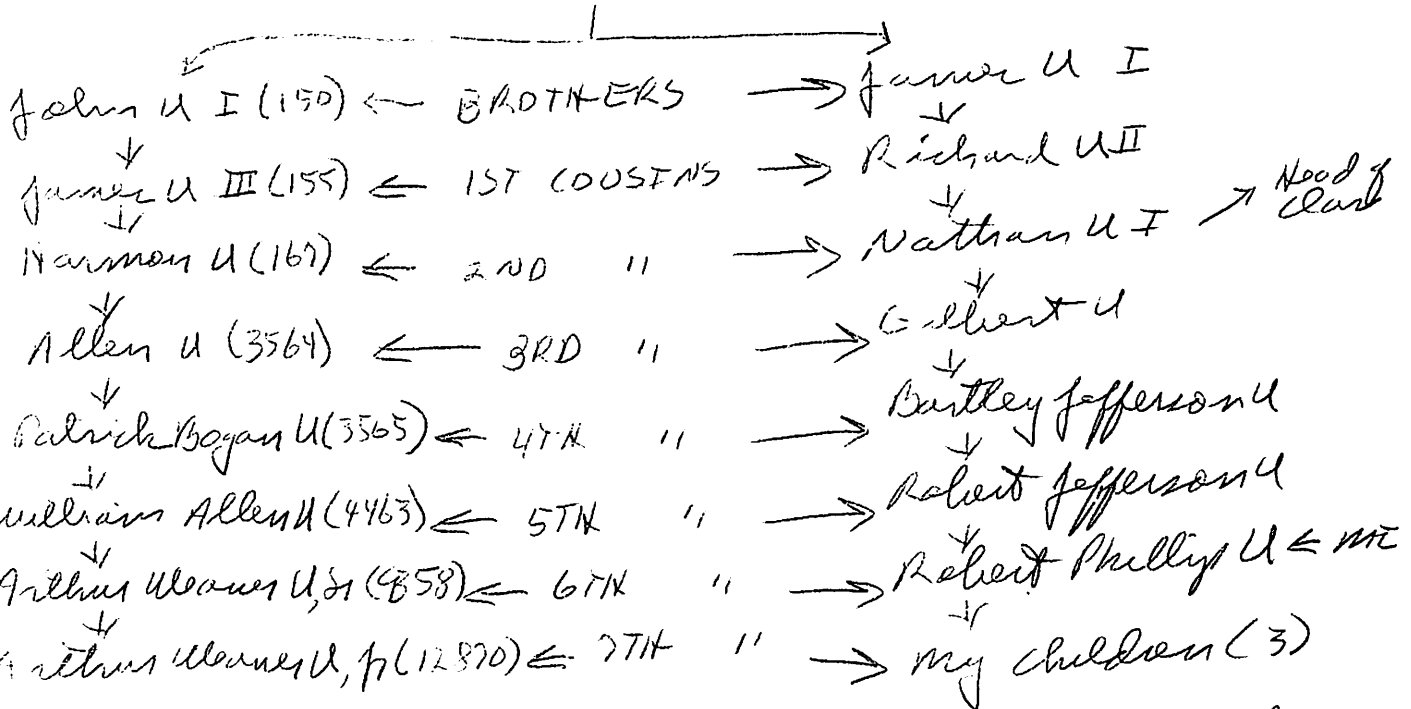 John U I (150) ← BROTHERS → James U I
James U III (155) ← 1ST COUSINS → Richard U II
Harmon U (167) ← 2ND " → Nathan U I → Head of
Class
Allen U (3564) ← 3RD " → Gilbert U
Patrick Bogan U (3565) ← 4TH " → Bartley Jefferson U
William Allen U (4463) ← 5TH " → Robert Jefferson U
Arthur Weaver U, Sr (4858) ← 6TH " → Robert Phillips U ← ME
Arthur Weaver U, Jr (12870) ← 7TH " → my children (3)